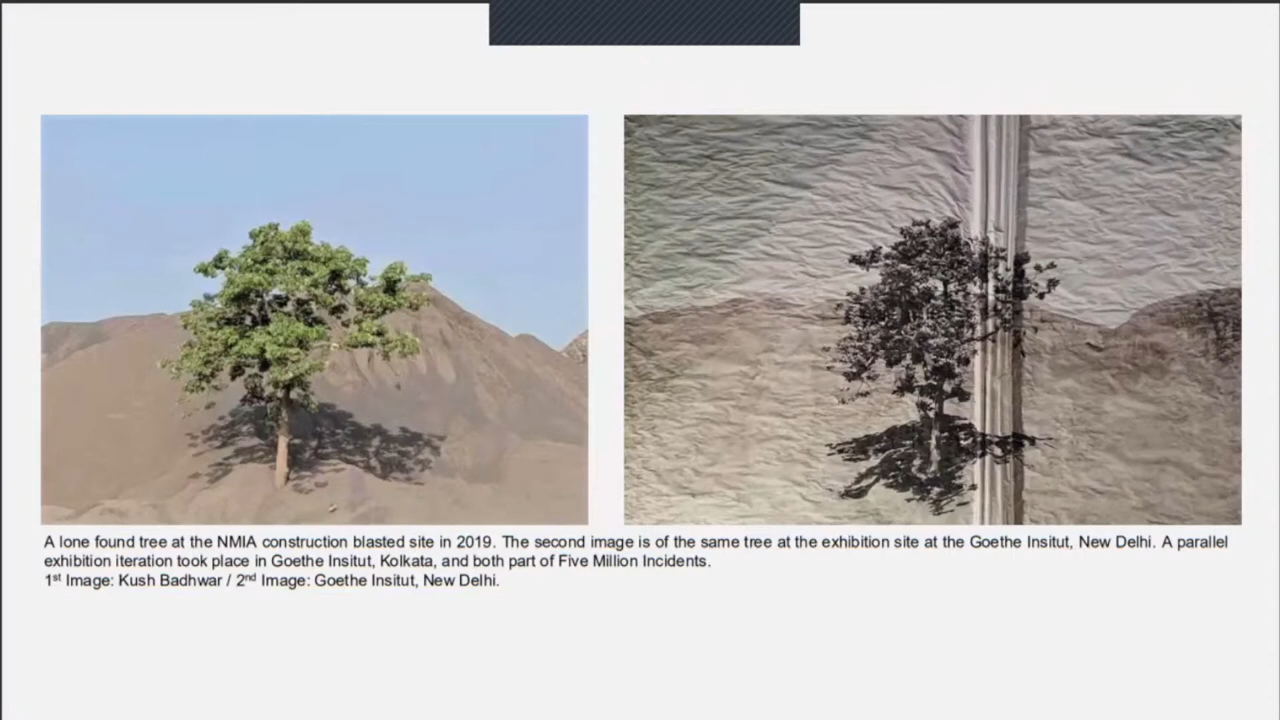 A lone found tree at the NMIA construction blasted site in 2019. The second image is of the same tree at the exhibition site at the Goethe Insitut, New Delhi. A parallel
exhibition iteration took place in Goethe Insitut, Kolkata, and both part of Five Million Incidents.
1st Image: Kush Badhwar / 2nd Image: Goethe Insitut, New Delhi.